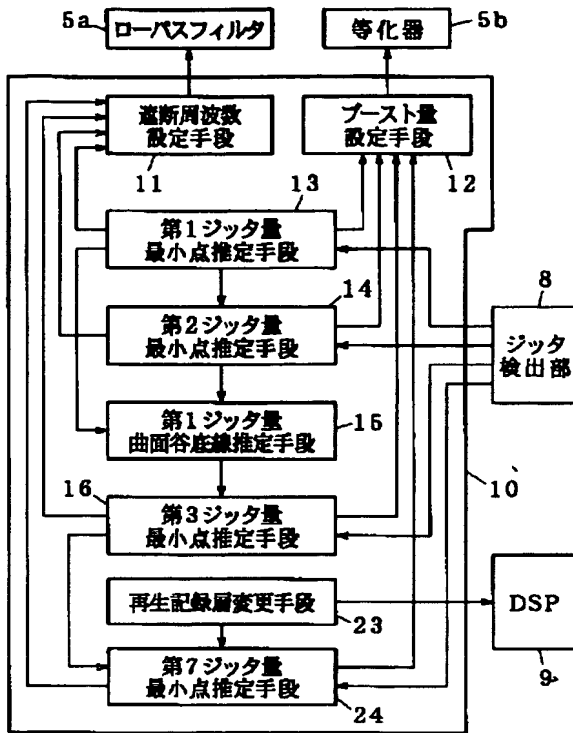 5a
ローパスフィルタ
等化器
5b
遮断周波数
設定手段
11
ブースト量
設定手段
12
13
第1ジッタ量
最小点推定手段
14
第2ジッタ量
最小点推定手段
8
ジッタ
検出部
第1ジッタ量
曲面谷底線推定手段
15
16
第3ジッタ量
最小点推定手段
10
再生記録層変更手段
23
DSP
9
第7ジッタ量
最小点推定手段
24